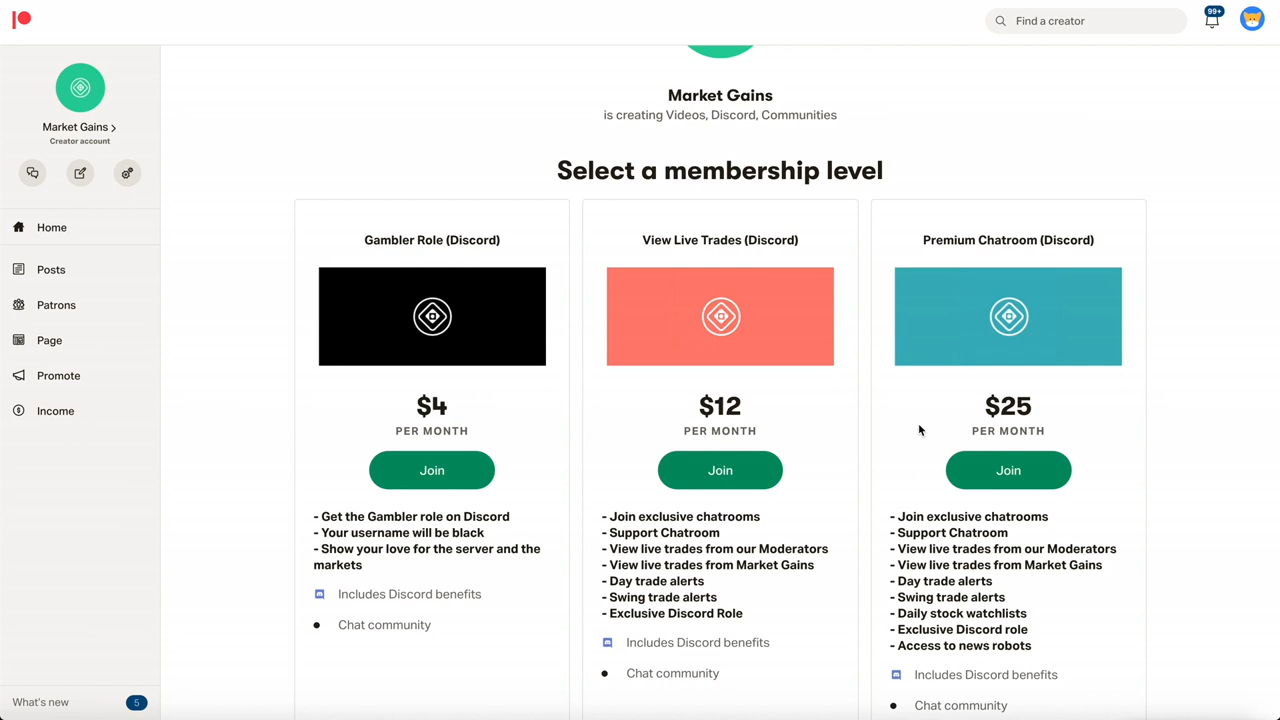 Find a creator
99+
Market Gains
Creator account
Home
Posts
Patrons
Page
Promote
Income
What's new
5
Market Gains
is creating Videos, Discord, Communities
Select a membership level
Gambler Role (Discord)
$4
PER MONTH
Join
- Get the Gambler role on Discord
- Your username will be black
- Show your love for the server and the
markets
Includes Discord benefits
Chat community
View Live Trades (Discord)
$12
PER MONTH
Join
- Join exclusive chatrooms
- Support Chatroom
- View live trades from our Moderators
- View live trades from Market Gains
- Day trade alerts
- Swing trade alerts
- Exclusive Discord Role
Includes Discord benefits
Chat community
Premium Chatroom (Discord)
$25
PER MONTH
Join
- Join exclusive chatrooms
- Support Chatroom
- View live trades from our Moderators
- View live trades from Market Gains
- Day trade alerts
- Swing trade alerts
- Daily stock watchlists
- Exclusive Discord role
- Access to news robots
Includes Discord benefits
Chat community